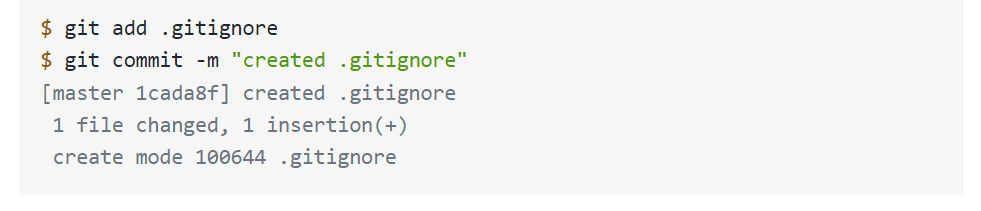 $ git add .gitignore
$ git commit -m "created .gitignore"
[master 1cada8f] created .gitignore
 1 file changed, 1 insertion(+)
 create mode 100644 .gitignore